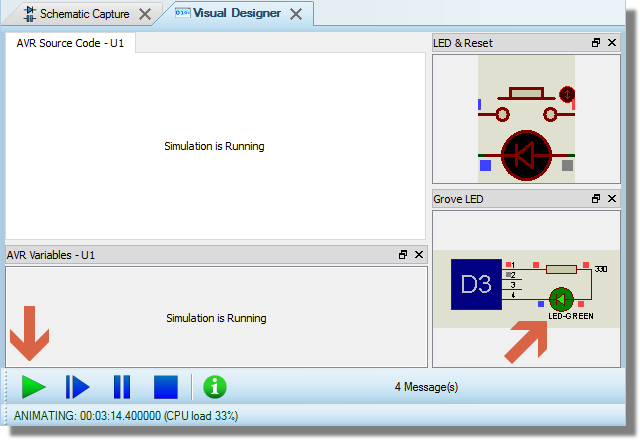 Schematic Capture
Visual Designer
AVR Source Code - U1
Simulation is Running
LED & Reset
Grove LED
D3
1
2
3
4
330
LED-GREEN
AVR Variables - U1
Simulation is Running
4 Message(s)
ANIMATING: 00:03:14.400000 (CPU load 33%)